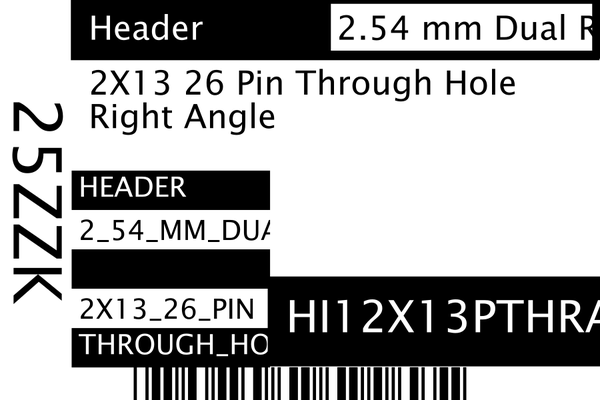 Header
2.54 mm Dual R
2X13 26 Pin Through Hole
Right Angle
25ZZK
HEADER
2_54_MM_DUA
2X13_26_PIN
THROUGH_HO
HI12X13PTHRA